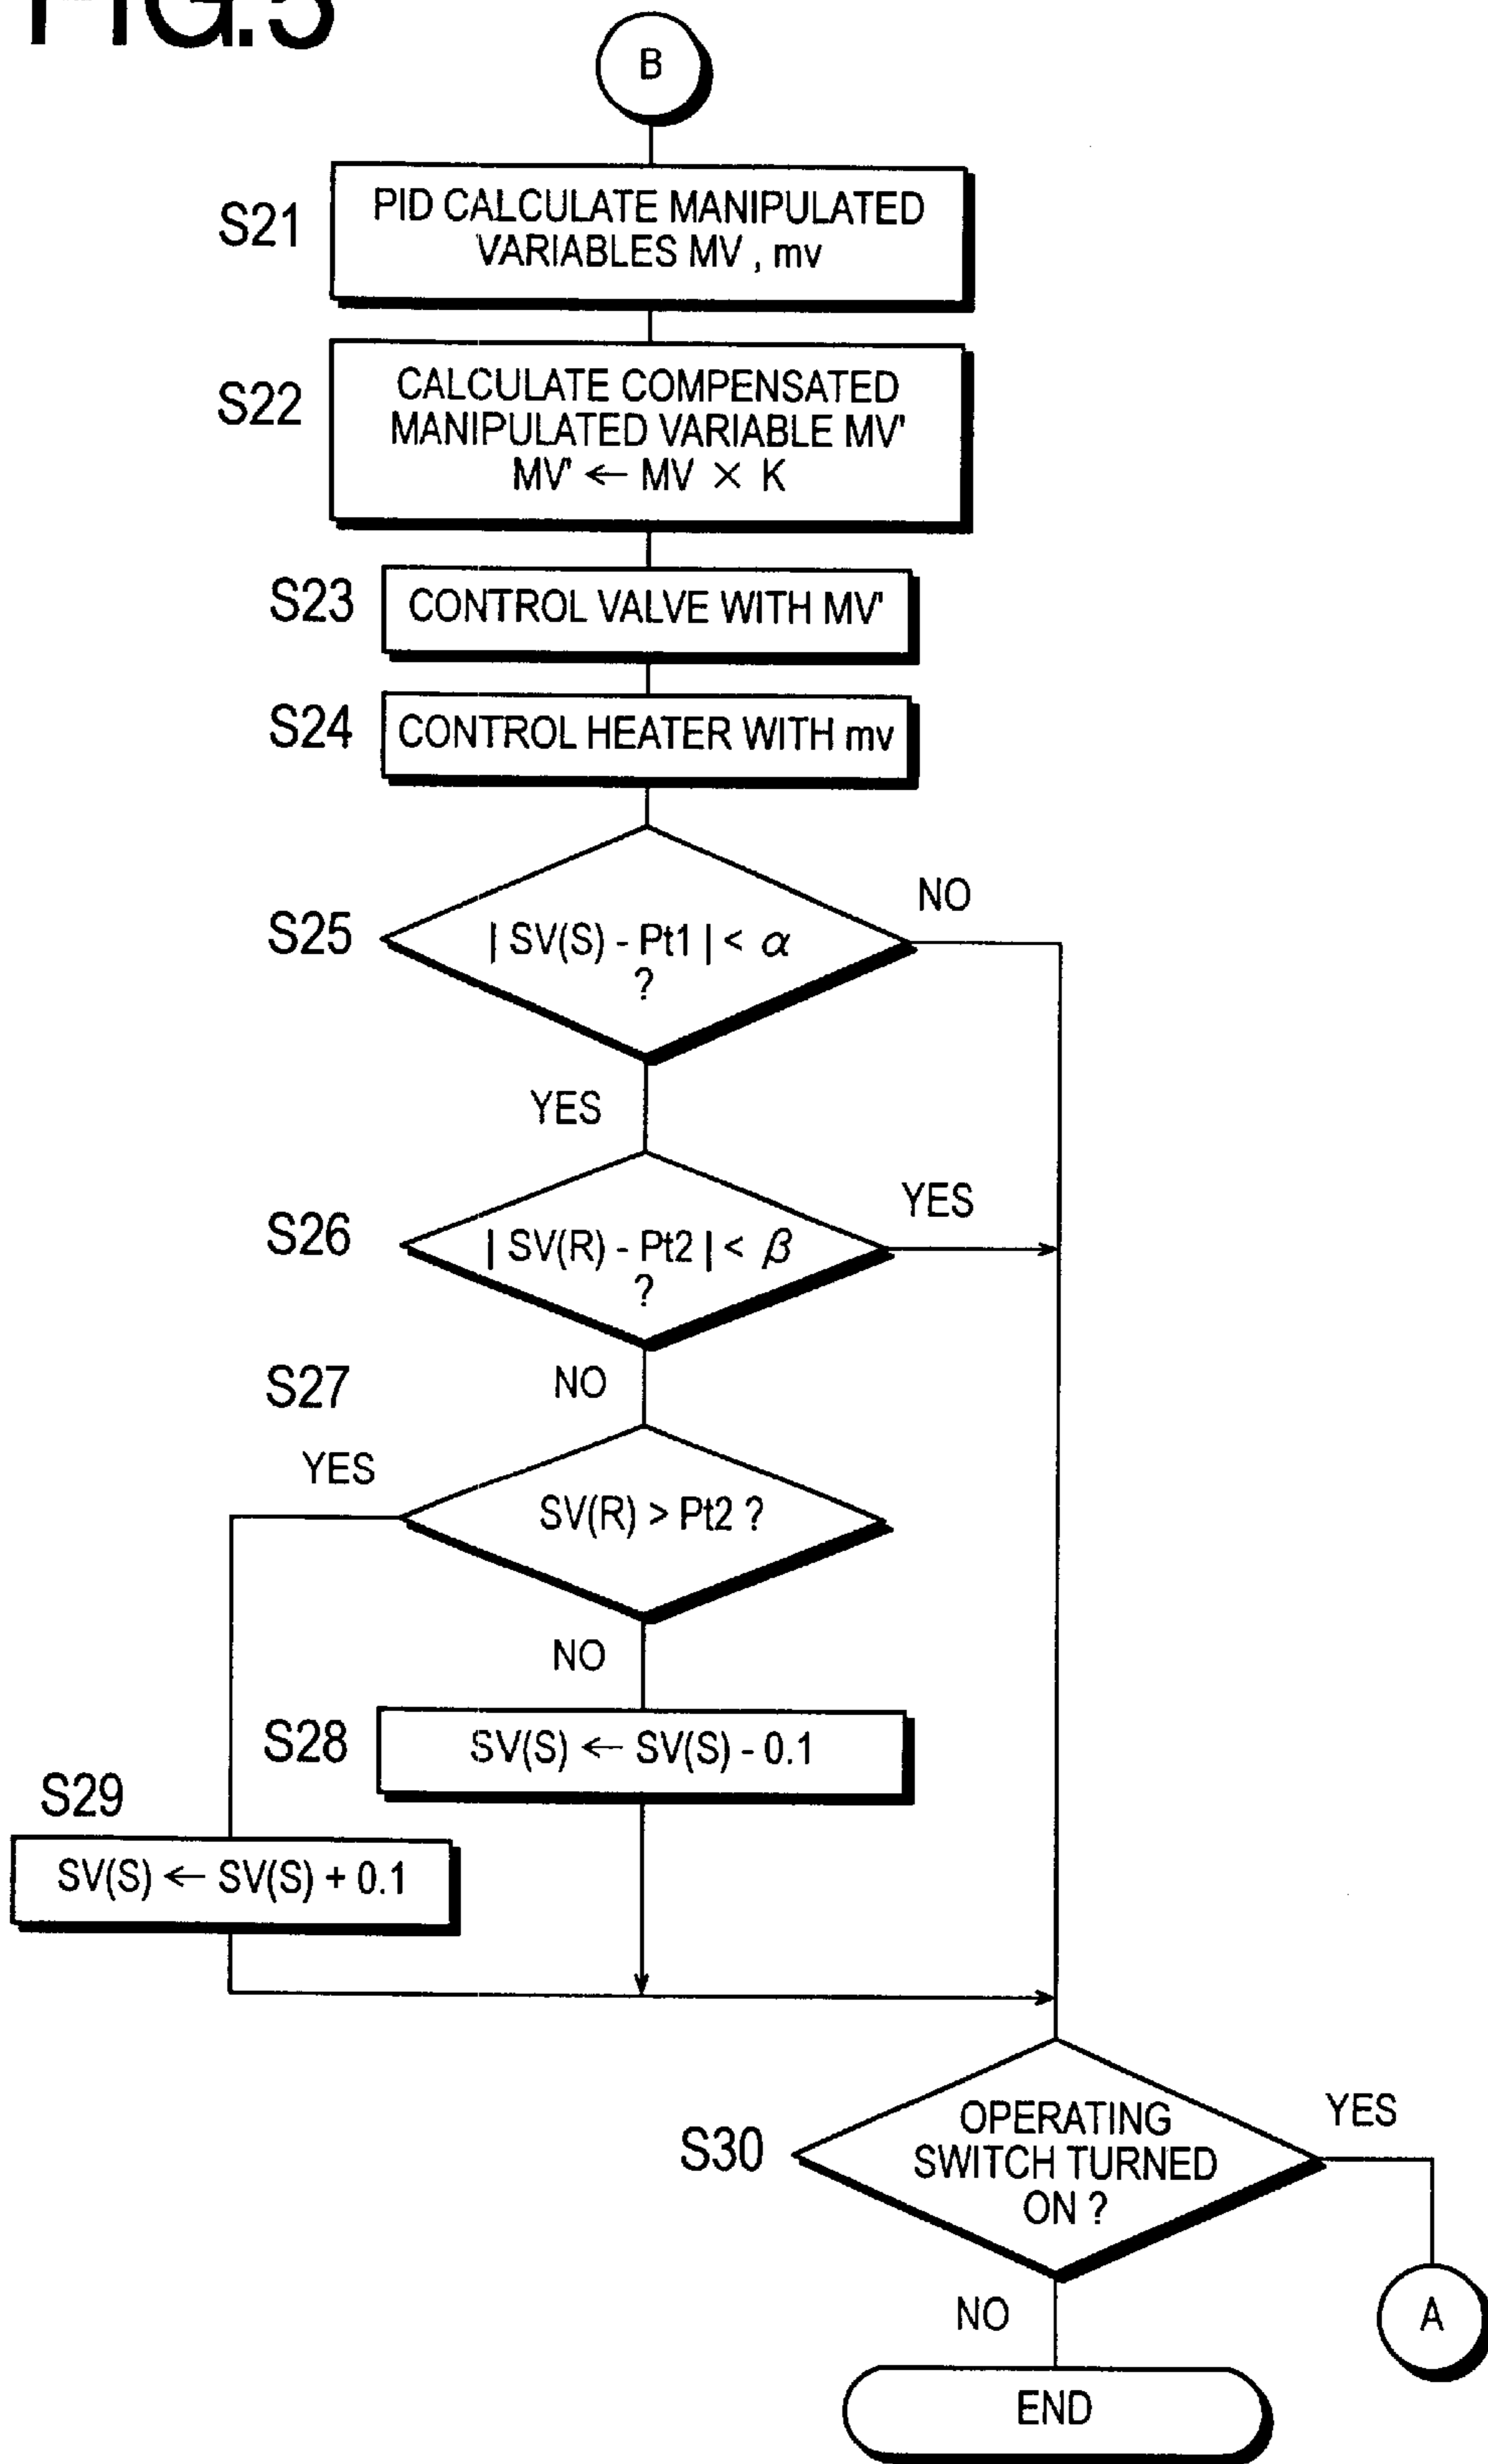 FIG.5
B
S21
PID CALCULATE MANIPULATED
VARIABLES MV , mv
S22
CALCULATE COMPENSATED
MANIPULATED VARIABLE MV'
MV' ← MV × K
S23
CONTROL VALVE WITH MV'
S24
CONTROL HEATER WITH mv
S25
| SV(S) - Pt1 | < α
?
NO
YES
S26
| SV(R) - Pt2 | < β
?
YES
NO
S27
SV(R) > Pt2 ?
YES
NO
S28
SV(S) ← SV(S) - 0.1
S29
SV(S) ← SV(S) + 0.1
S30
OPERATING
SWITCH TURNED
ON ?
YES
A
NO
END